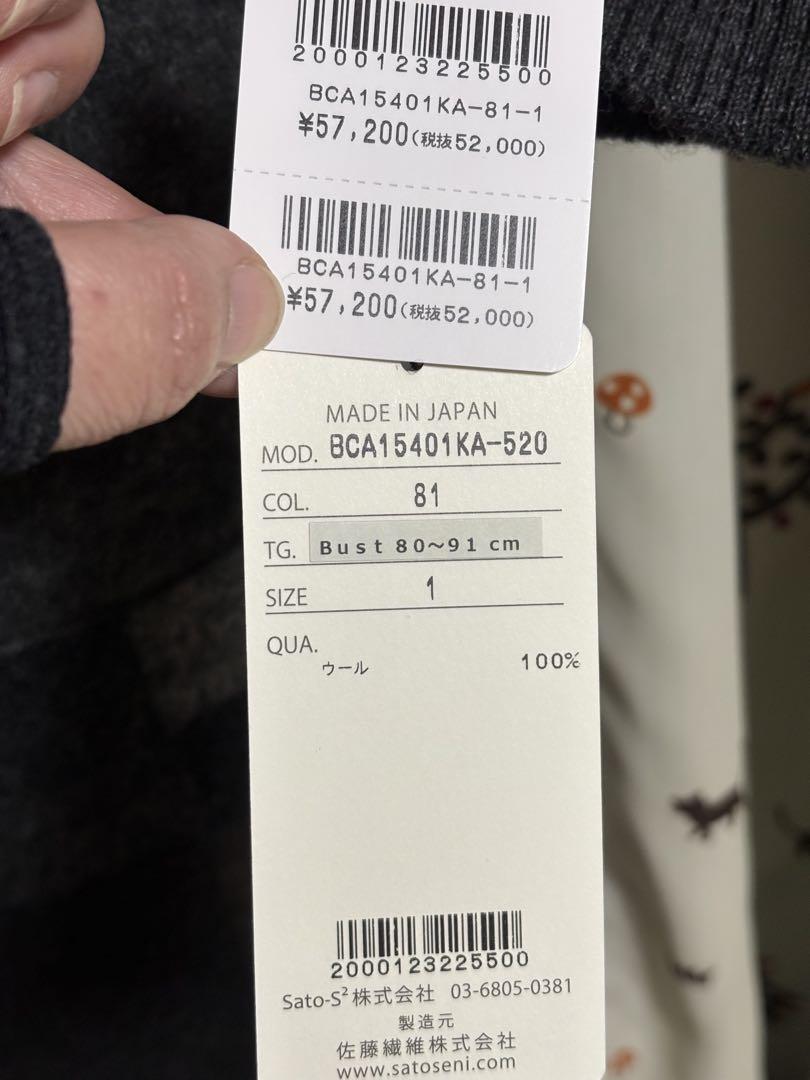 2000123225500
BCA15401KA-81-1
¥57,200(税抜52,000)
BCA15401KA-81-1
¥57,200(税抜52,000)
MADE IN JAPAN
MOD. BCA15401KA-520
COL. 81
TG. Bust 80～91 cm
SIZE 1
QUA.
ウール 100%
2000123225500
Sato-S²株式会社 03-6805-0381
製造元
佐藤繊維株式会社
www.satoseni.com